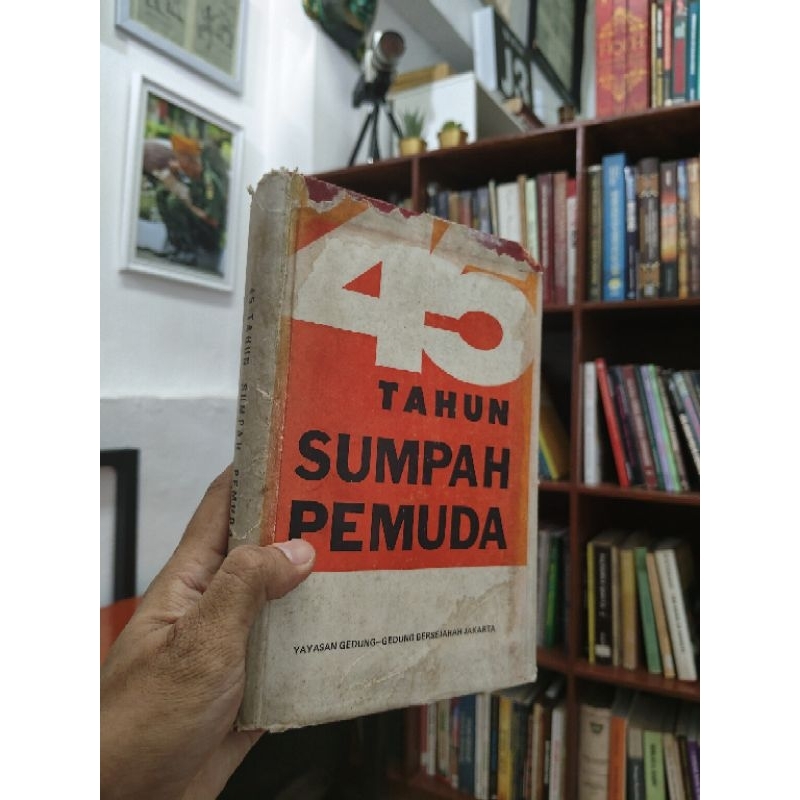 45
TAHUN
SUMPAH
PEMUDA
YAYASAN GEDUNG-GEDUNG BERSEJARAH JAKARTA
45 TAHUN SUMPAH PEMUDA